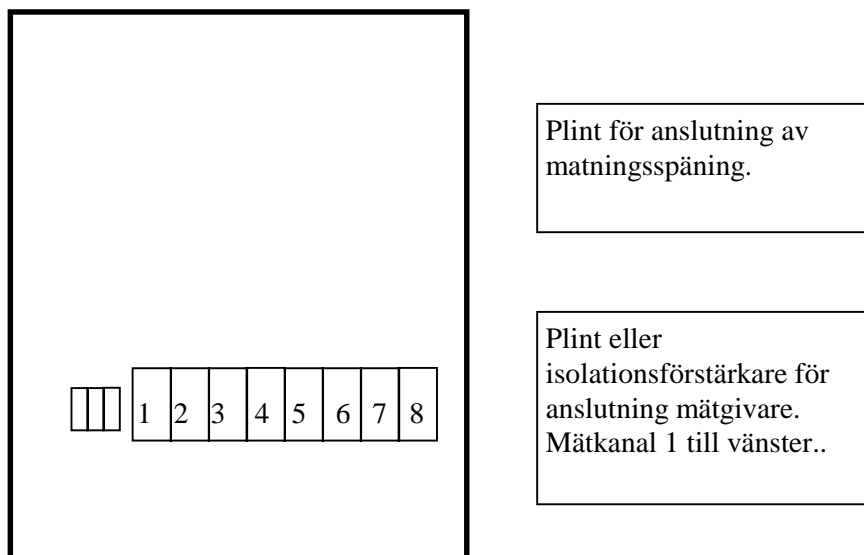 Plint för anslutning av
matningsspäning.
Plint eller
isolationsförstärkare för
anslutning mätgivare.
Mätkanal 1 till vänster..
1 2 3 4 5 6 7 8